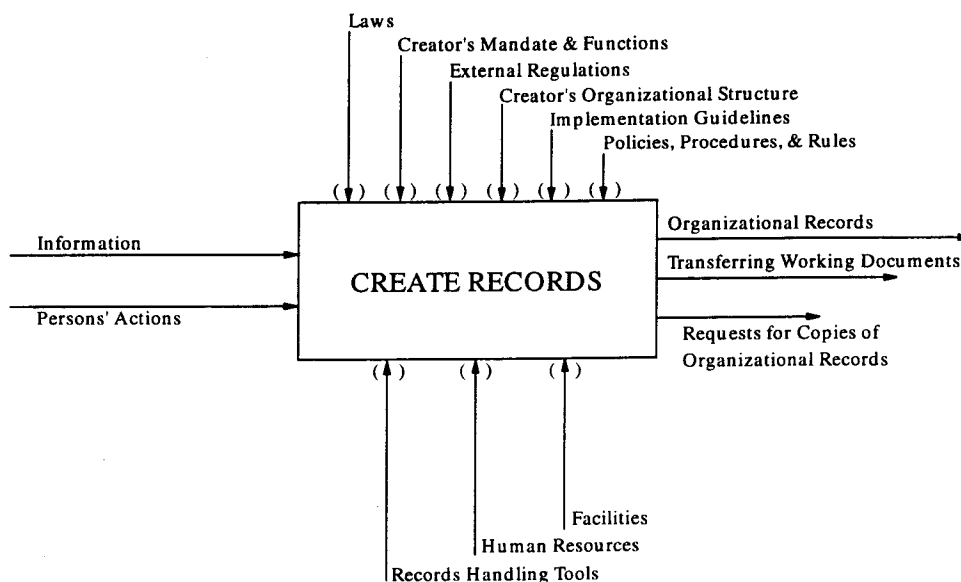 Laws
Creator's Mandate & Functions
External Regulations
Creator's Organizational Structure
Implementation Guidelines
Policies, Procedures, & Rules
( ) ( ) ( ) ( ) ( ) ( )
Information
Persons' Actions
CREATE RECORDS
Organizational Records
Transferring Working Documents
Requests for Copies of
Organizational Records
( ) ( ) ( )
Facilities
Human Resources
Records Handling Tools